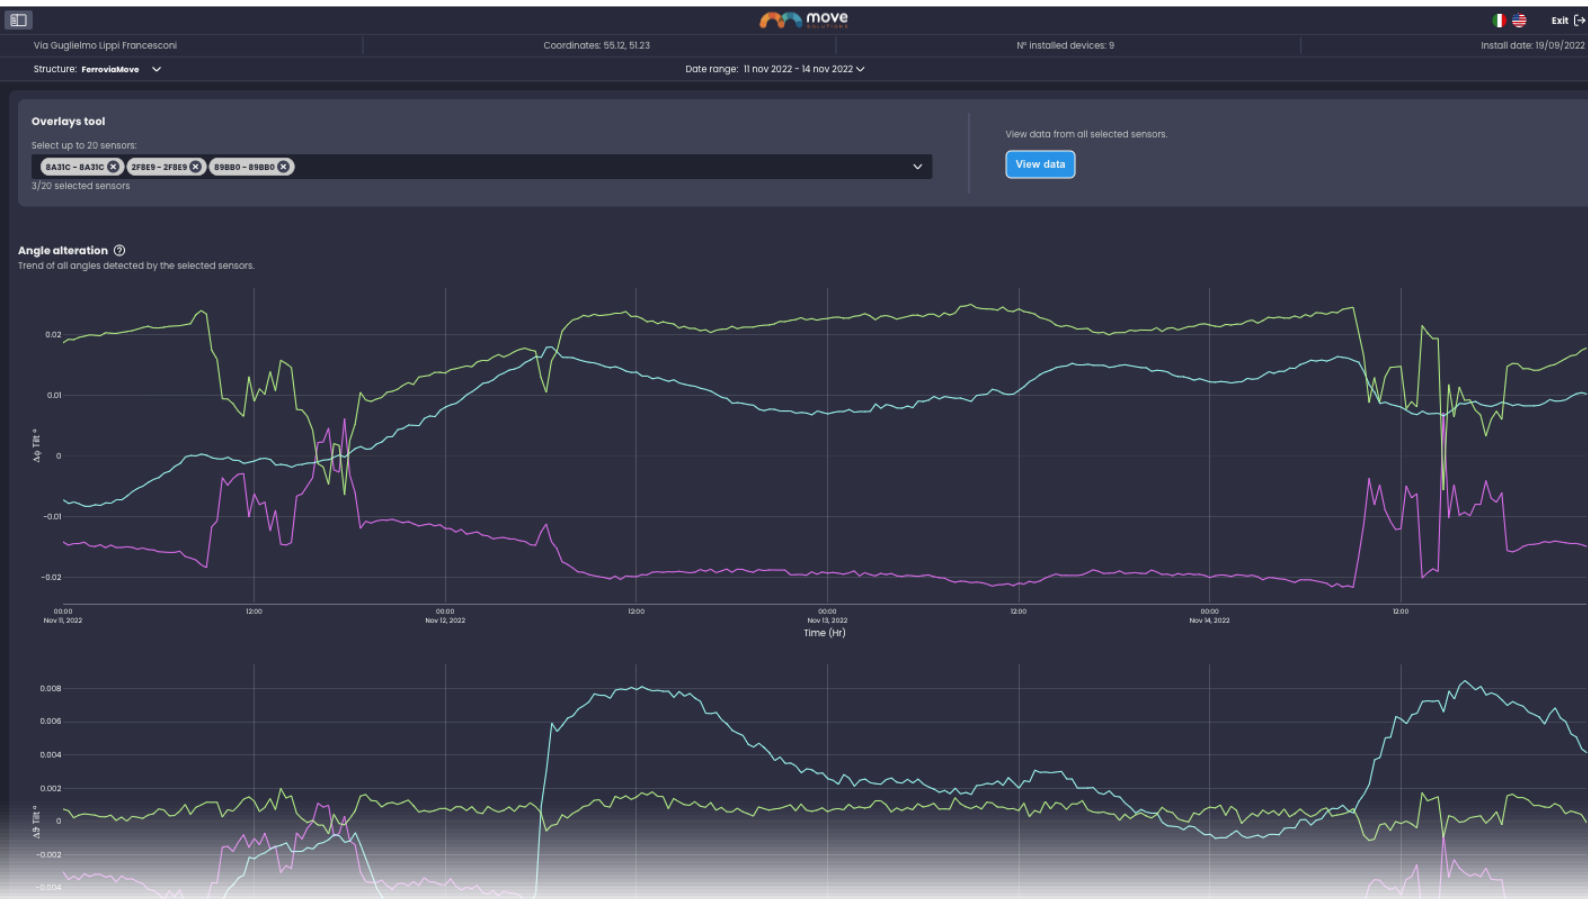 move
SOLUTIONS
Exit
Via Guglielmo Lippi Francesconi
Coordinates: 55.12, 51.23
N° installed devices: 9
Install date: 19/09/2022
Structure: FerroviaMove
Date range: 11 nov 2022 - 14 nov 2022
Overlays tool
Select up to 20 sensors:
8A31C - 8A31C
2F8E9 - 2F8E9
89BB0 - 89BB0
3/20 selected sensors
View data from all selected sensors.
View data
Angle alteration
Trend of all angles detected by the selected sensors.
Δφ Tilt °
0.02
0.01
0
−0.01
−0.02
00:00
Nov 11, 2022
12:00
00:00
Nov 12, 2022
12:00
00:00
Nov 13, 2022
12:00
00:00
Nov 14, 2022
12:00
Time (Hr)
Δϑ Tilt °
0.008
0.006
0.004
0.002
0
−0.002
−0.004